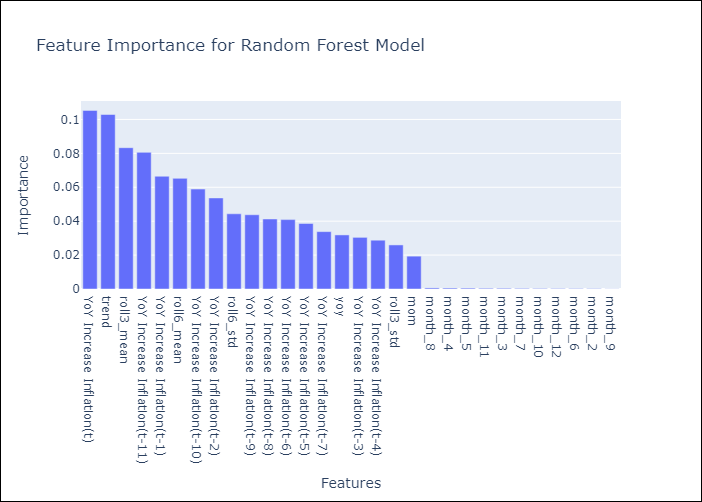 Feature Importance for Random Forest Model
Importance
0.1
0.08
0.06
0.04
0.02
0
YoY Increase Inflation(t)
trend
roll3_mean
YoY Increase Inflation(t-11)
YoY Increase Inflation(t-1)
roll6_mean
YoY Increase Inflation(t-10)
YoY Increase Inflation(t-2)
roll6_std
YoY Increase Inflation(t-9)
YoY Increase Inflation(t-8)
YoY Increase Inflation(t-6)
YoY Increase Inflation(t-5)
YoY Increase Inflation(t-7)
yoy
YoY Increase Inflation(t-3)
YoY Increase Inflation(t-4)
roll3_std
mom
month_8
month_4
month_5
month_11
month_3
month_7
month_10
month_12
month_6
month_2
month_9
Features